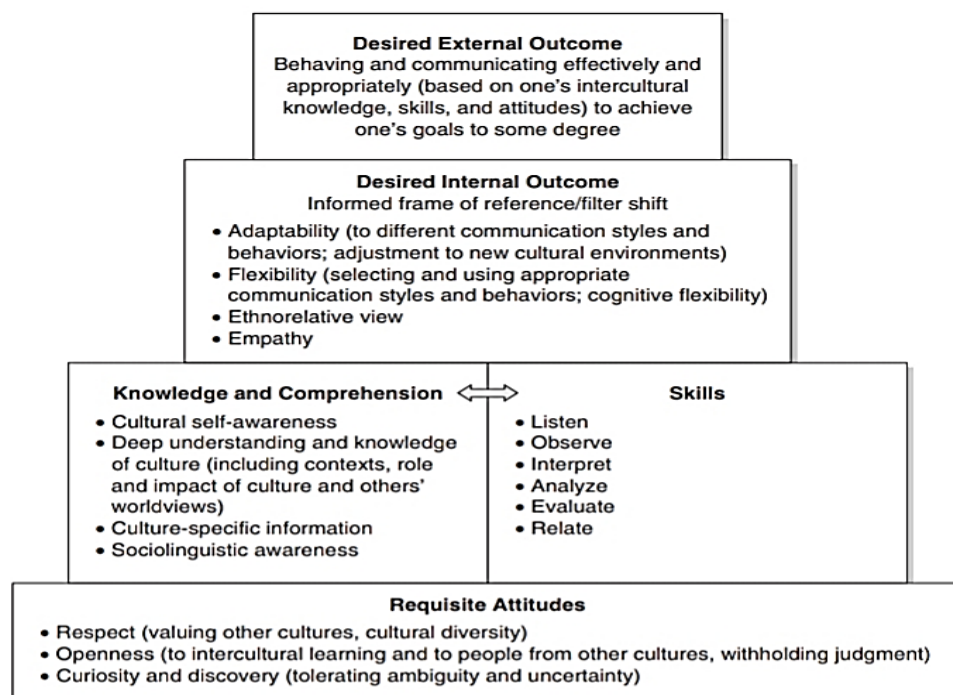 Desired External Outcome
Behaving and communicating effectively and
appropriately (based on one's intercultural
knowledge, skills, and attitudes) to achieve
one's goals to some degree
Desired Internal Outcome
Informed frame of reference/filter shift
• Adaptability (to different communication styles and
behaviors; adjustment to new cultural environments)
• Flexibility (selecting and using appropriate
communication styles and behaviors; cognitive flexibility)
• Ethnorelative view
• Empathy
Knowledge and Comprehension
• Cultural self-awareness
• Deep understanding and knowledge
of culture (including contexts, role
and impact of culture and others'
worldviews)
• Culture-specific information
• Sociolinguistic awareness
Skills
• Listen
• Observe
• Interpret
• Analyze
• Evaluate
• Relate
Requisite Attitudes
• Respect (valuing other cultures, cultural diversity)
• Openness (to intercultural learning and to people from other cultures, withholding judgment)
• Curiosity and discovery (tolerating ambiguity and uncertainty)